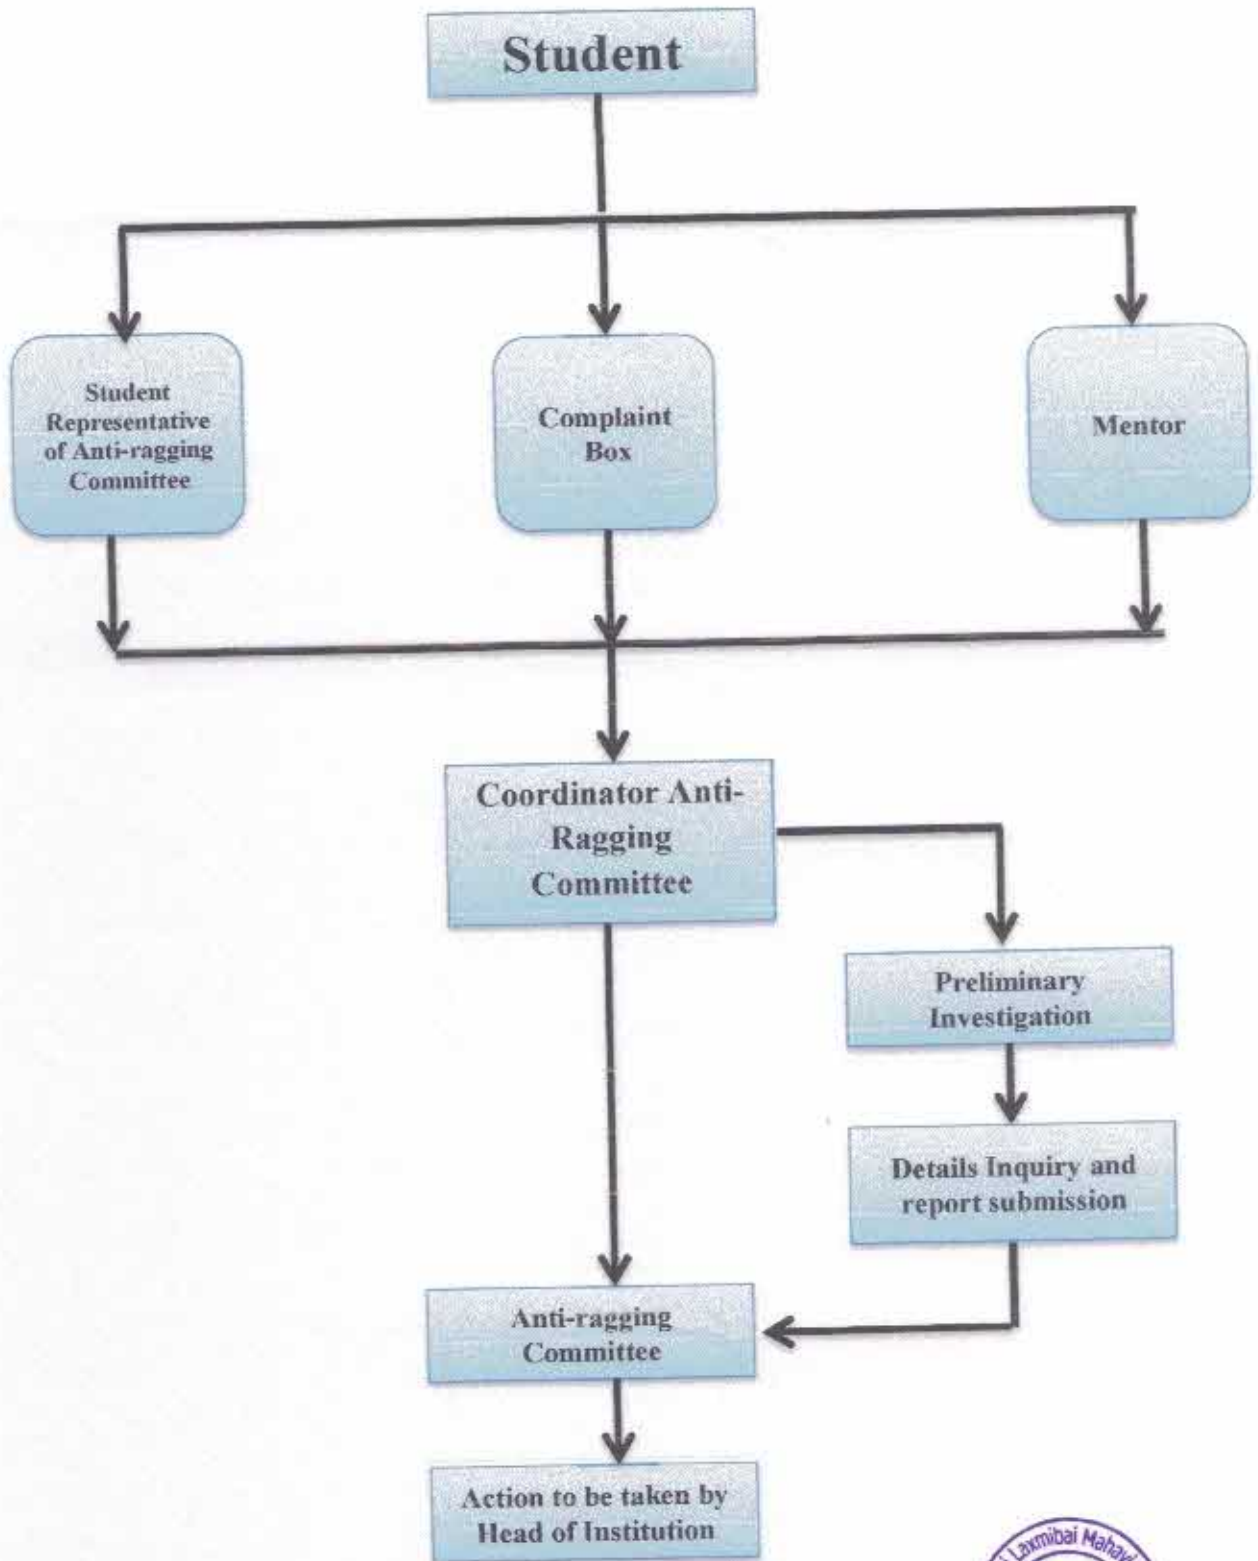 Student
Student
Representative
of Anti-ragging
Committee
Complaint
Box
Mentor
Coordinator Anti-
Ragging
Committee
Preliminary
Investigation
Details Inquiry and
report submission
Anti-ragging
Committee
Action to be taken by
Head of Institution
Laxmibai